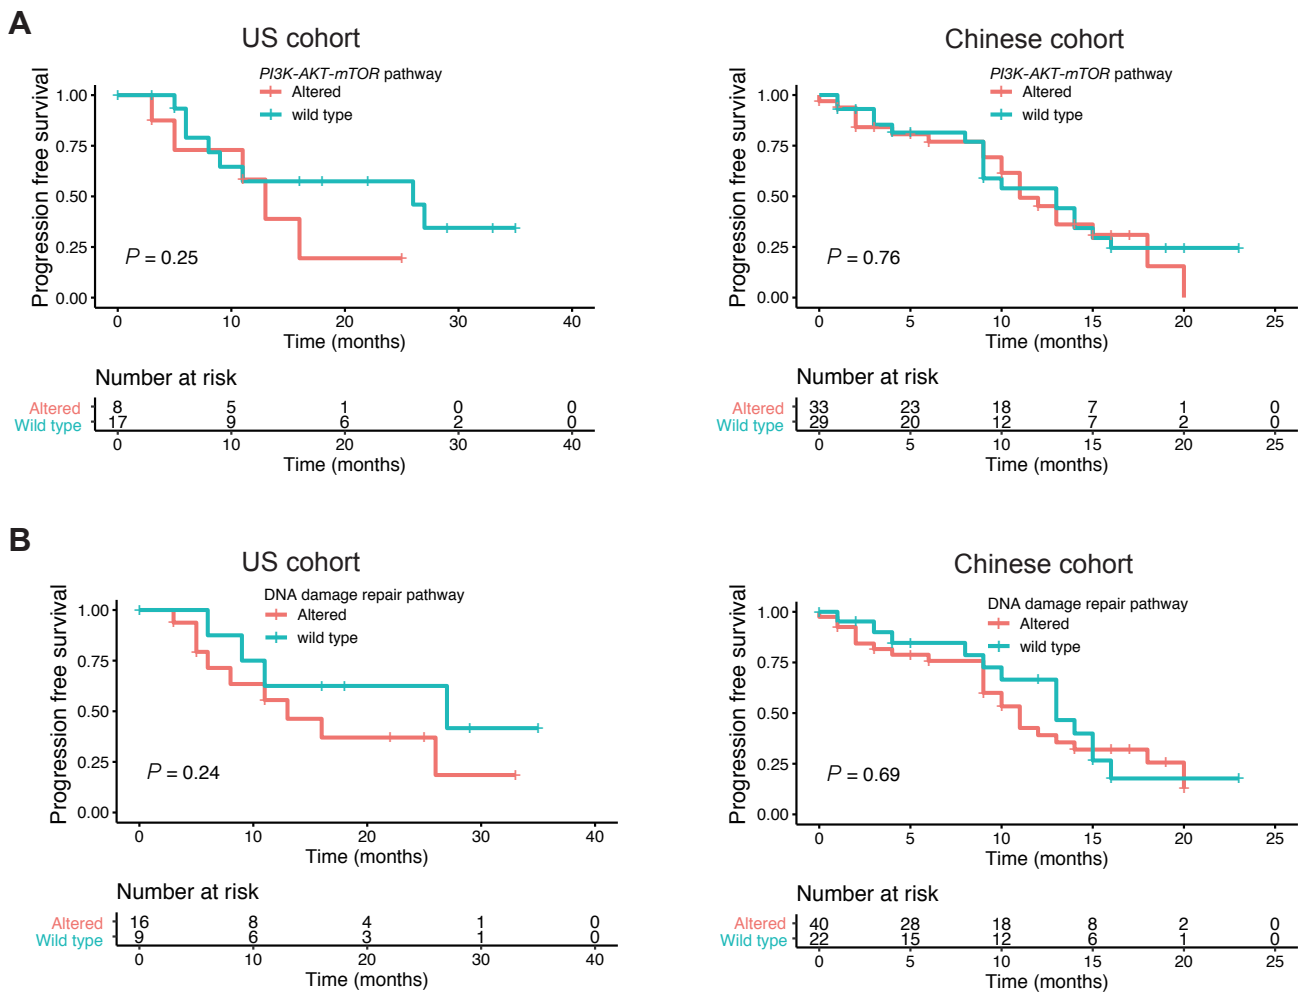 A
US cohort
PI3K-AKT-mTOR pathway
Altered
wild type
Progression free survival
1.00
0.75
0.50
0.25
0.00
P = 0.25
0 10 20 30 40
Time (months)
Number at risk
Altered 8 5 1 0 0
Wild type 17 9 6 2 0
0 10 20 30 40
Time (months)
Chinese cohort
PI3K-AKT-mTOR pathway
Altered
wild type
Progression free survival
1.00
0.75
0.50
0.25
0.00
P = 0.76
0 5 10 15 20 25
Time (months)
Number at risk
Altered 33 23 18 7 1 0
Wild type 29 20 12 7 2 0
0 5 10 15 20 25
Time (months)
B
US cohort
DNA damage repair pathway
Altered
wild type
Progression free survival
1.00
0.75
0.50
0.25
0.00
P = 0.24
0 10 20 30 40
Time (months)
Number at risk
Altered 16 8 4 1 0
Wild type 9 6 3 1 0
0 10 20 30 40
Time (months)
Chinese cohort
DNA damage repair pathway
Altered
wild type
Progression free survival
1.00
0.75
0.50
0.25
0.00
P = 0.69
0 5 10 15 20 25
Time (months)
Number at risk
Altered 40 28 18 8 2 0
Wild type 22 15 12 6 1 0
0 5 10 15 20 25
Time (months)